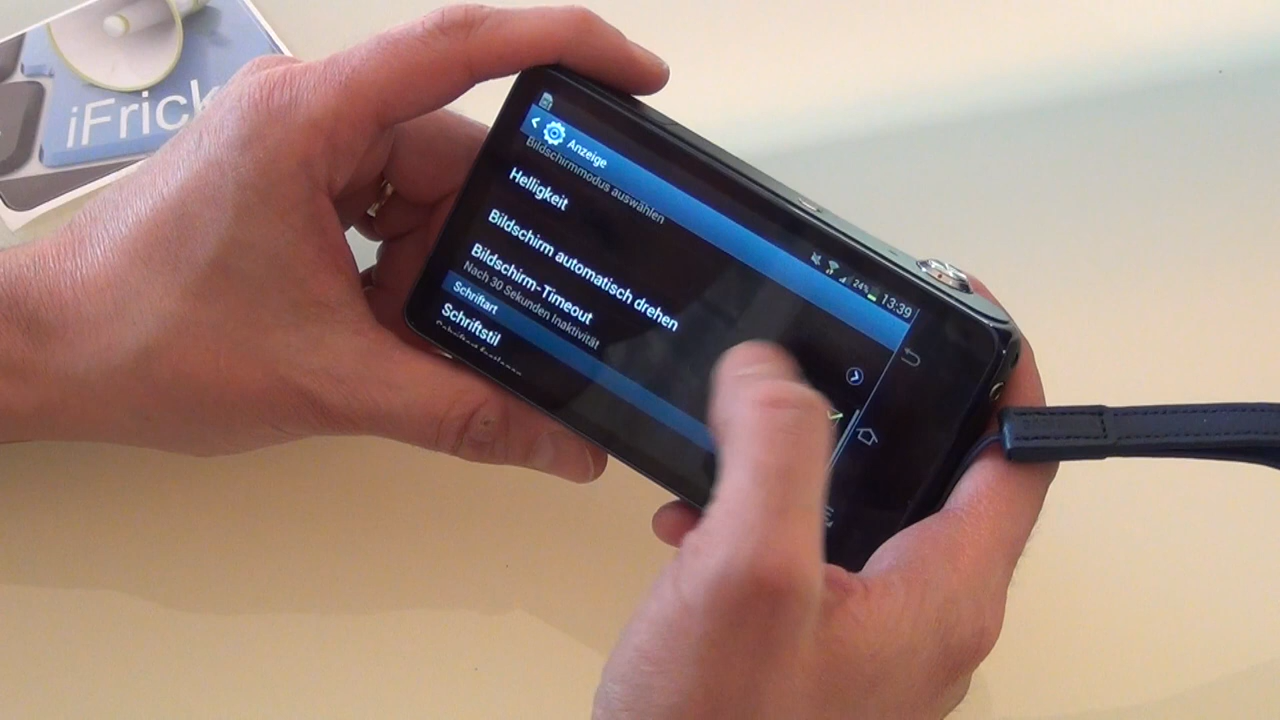 iFrick
Anzeige
Bildschirmmodus auswählen
24% 13:39
Helligkeit
Bildschirm automatisch drehen
Bildschirm-Timeout
Nach 30 Sekunden Inaktivität
Schriftart
Schriftstil